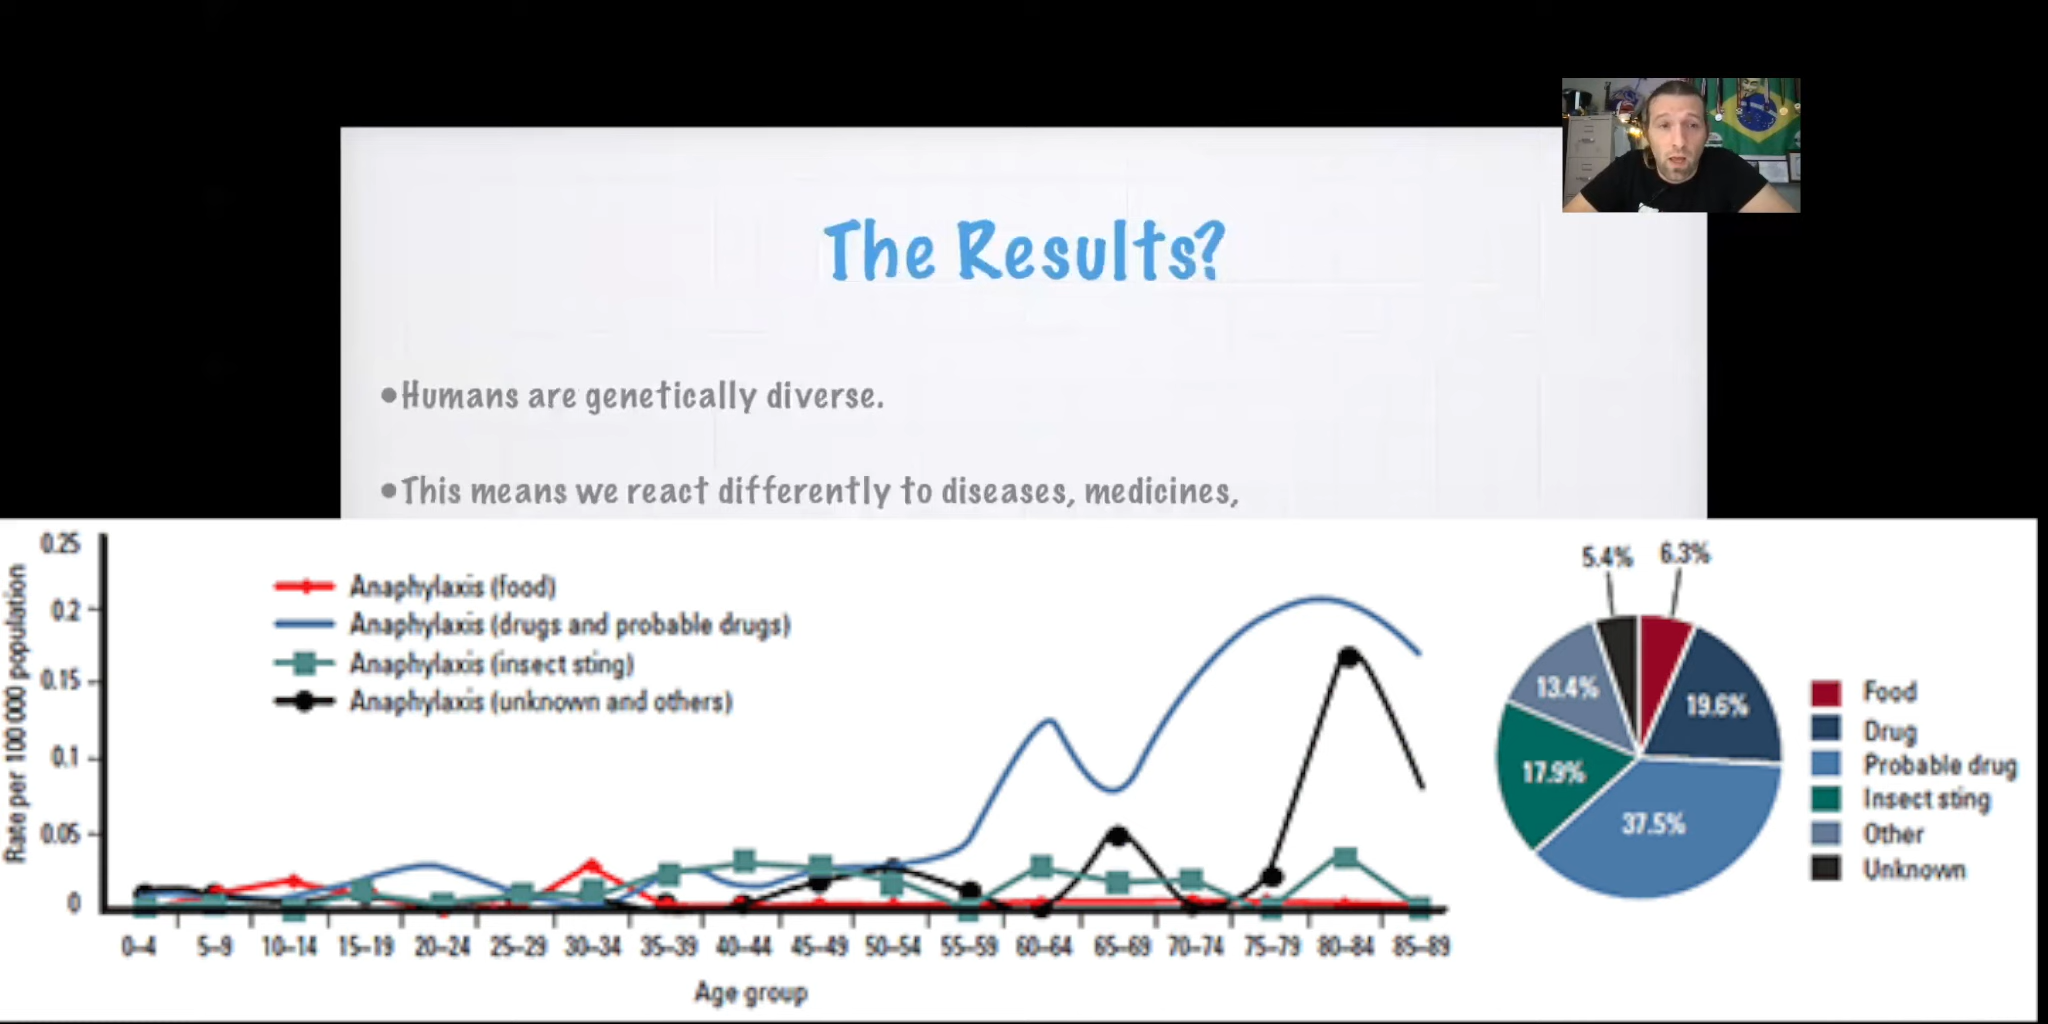 The Results?
•Humans are genetically diverse.
•This means we react differently to diseases, medicines,
Rate per 100 000 population
0.25
0.2
0.15
0.1
0.05
0
Anaphylaxis (food)
Anaphylaxis (drugs and probable drugs)
Anaphylaxis (insect sting)
Anaphylaxis (unknown and others)
0–4 5–9 10–14 15–19 20–24 25–29 30–34 35–39 40–44 45–49 50–54 55–59 60–64 65–69 70–74 75–79 80–84 85–89
Age group
5.4% 6.3%
13.4% 19.6%
17.9%
37.5%
Food
Drug
Probable drug
Insect sting
Other
Unknown